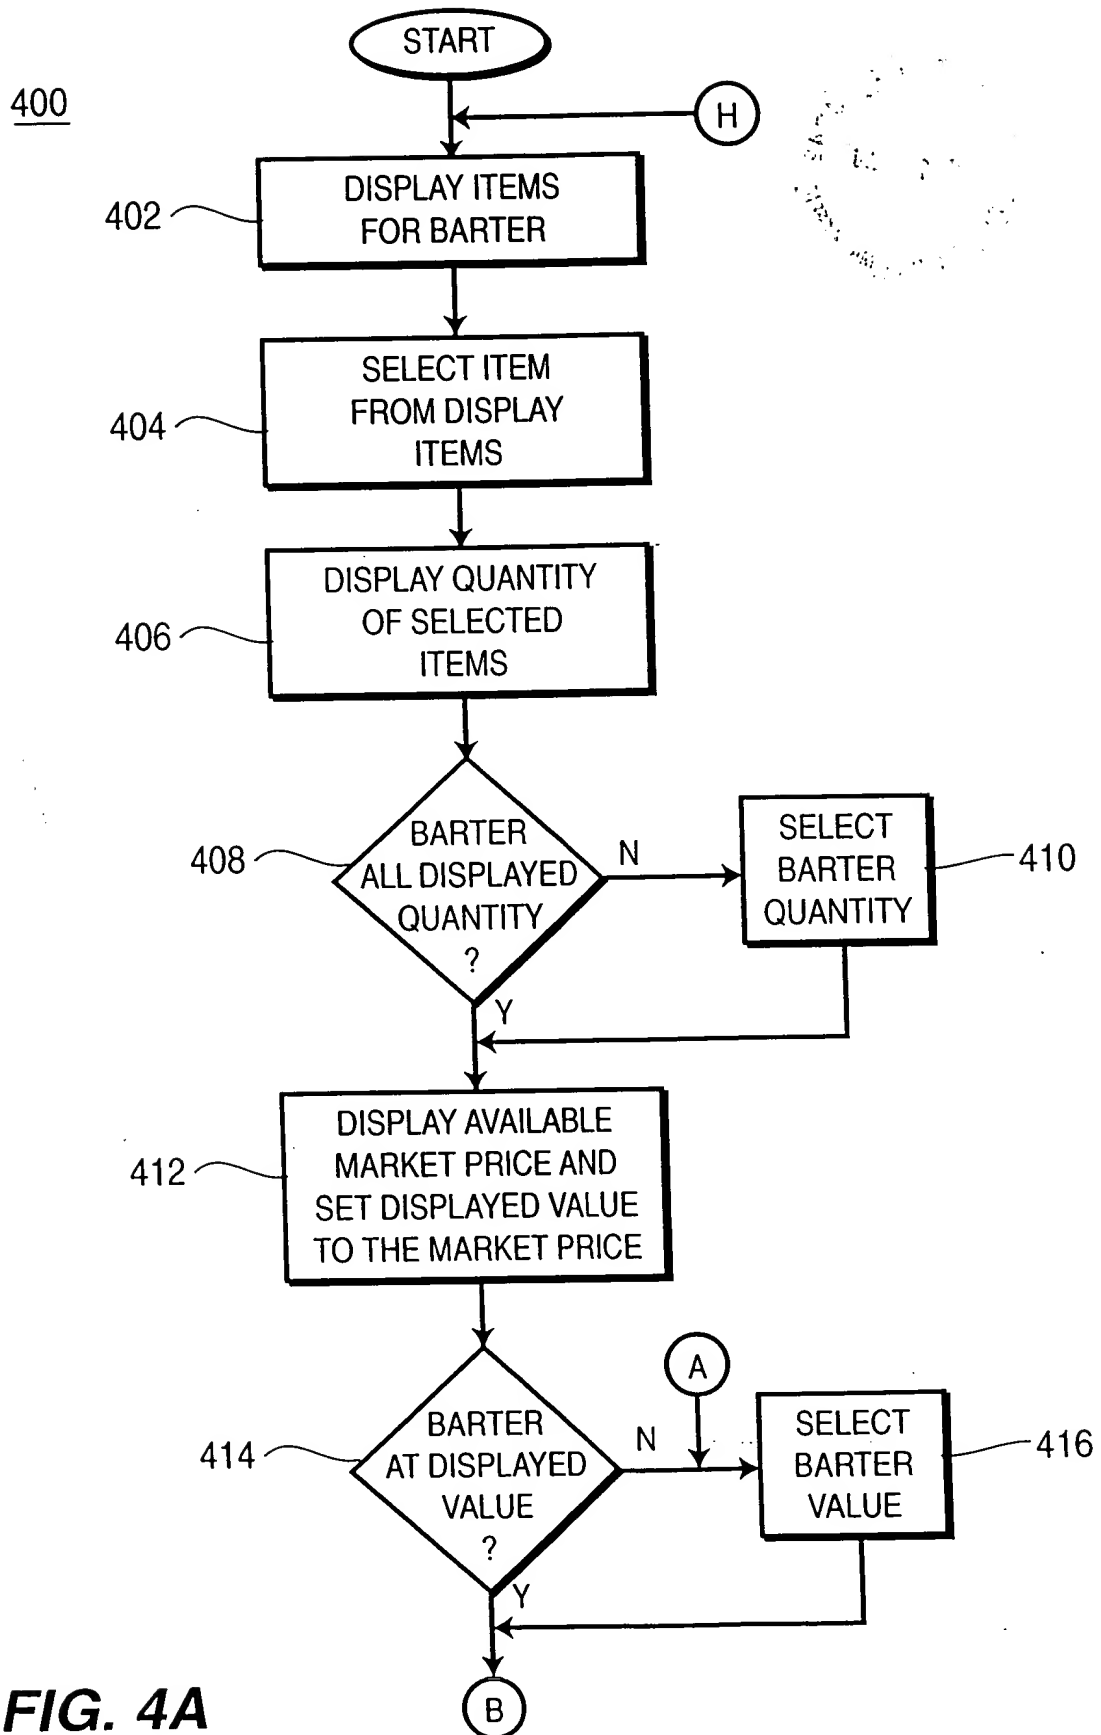 START
400
H
DISPLAY ITEMS
FOR BARTER
402
SELECT ITEM
FROM DISPLAY
ITEMS
404
DISPLAY QUANTITY
OF SELECTED
ITEMS
406
BARTER
ALL DISPLAYED
QUANTITY
?
408
N
SELECT
BARTER
QUANTITY
410
Y
DISPLAY AVAILABLE
MARKET PRICE AND
SET DISPLAYED VALUE
TO THE MARKET PRICE
412
A
BARTER
AT DISPLAYED
VALUE
?
414
N
SELECT
BARTER
VALUE
416
Y
B
FIG. 4A